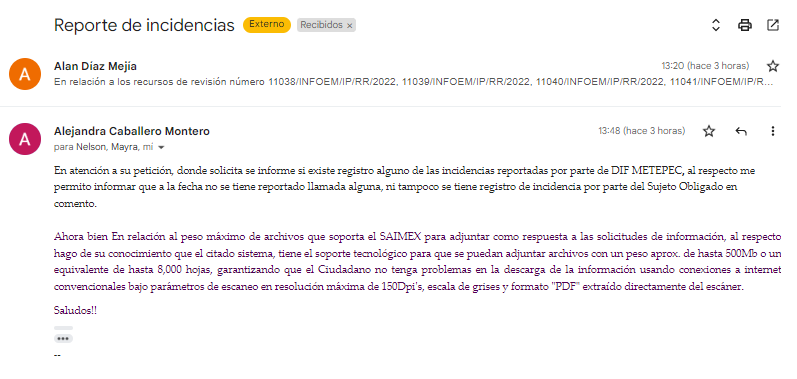 Reporte de incidencias Externo Recibidos ×
A Alan Díaz Mejía 13:20 (hace 3 horas)
En relación a los recursos de revisión número 11038/INFOEM/IP/RR/2022, 11039/INFOEM/IP/RR/2022, 11040/INFOEM/IP/RR/2022, 11041/INFOEM/IP/R...
A Alejandra Caballero Montero 13:48 (hace 3 horas)
para Nelson, Mayra, mí
En atención a su petición, donde solicita se informe si existe registro alguno de las incidencias reportadas por parte de DIF METEPEC, al respecto me
permito informar que a la fecha no se tiene reportado llamada alguna, ni tampoco se tiene registro de incidencia por parte del Sujeto Obligado en
comento.
Ahora bien En relación al peso máximo de archivos que soporta el SAIMEX para adjuntar como respuesta a las solicitudes de información, al respecto
hago de su conocimiento que el citado sistema, tiene el soporte tecnológico para que se puedan adjuntar archivos con un peso aprox. de hasta 500Mb o un
equivalente de hasta 8,000 hojas, garantizando que el Ciudadano no tenga problemas en la descarga de la información usando conexiones a internet
convencionales bajo parámetros de escaneo en resolución máxima de 150Dpi's, escala de grises y formato "PDF" extraído directamente del escáner.
Saludos!!
--